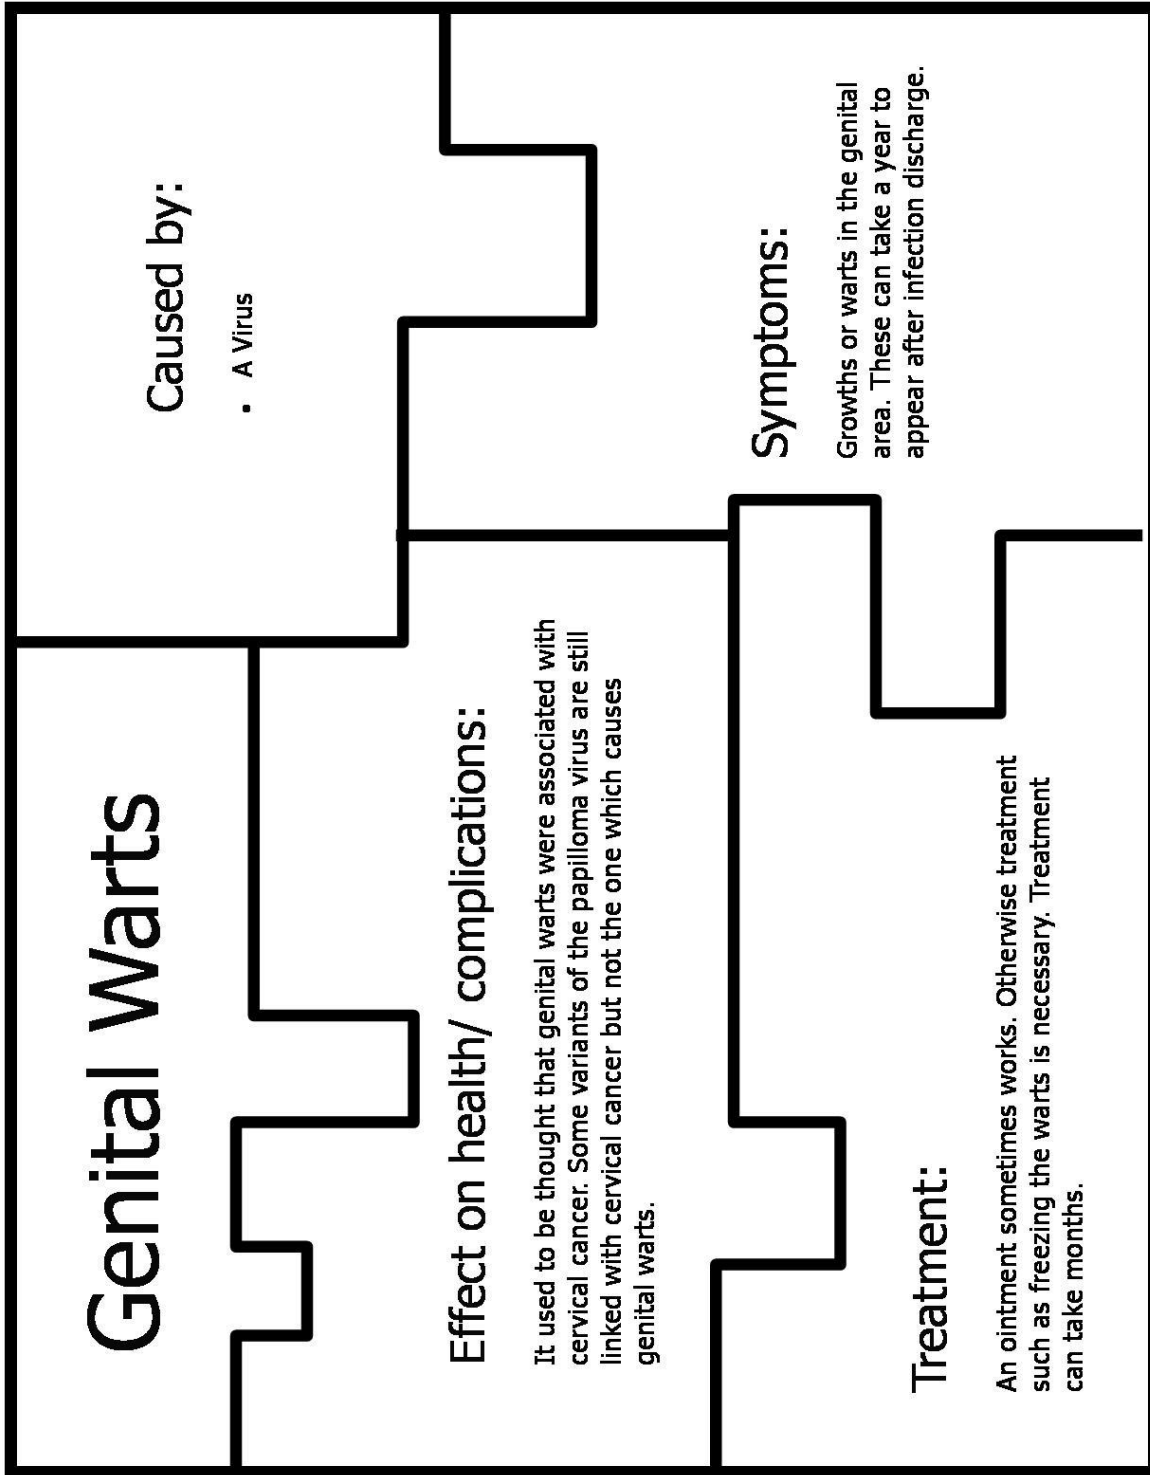 Genital Warts
Caused by:
• A Virus
Effect on health/ complications:
It used to be thought that genital warts were associated with
cervical cancer. Some variants of the papilloma virus are still
linked with cervical cancer but not the one which causes
genital warts.
Symptoms:
Growths or warts in the genital
area. These can take a year to
appear after infection discharge.
Treatment:
An ointment sometimes works. Otherwise treatment
such as freezing the warts is necessary. Treatment
can take months.